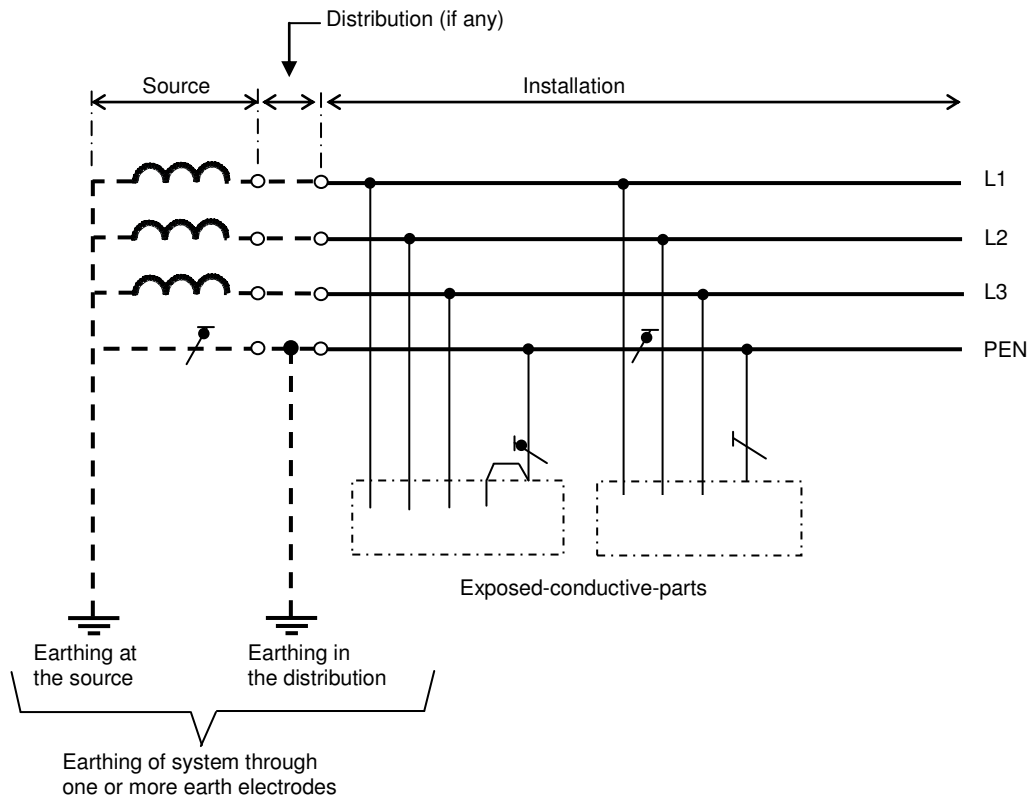 Distribution (if any)
Source
Installation
L1
L2
L3
PEN
Exposed-conductive-parts
Earthing at
the source
Earthing in
the distribution
Earthing of system through
one or more earth electrodes